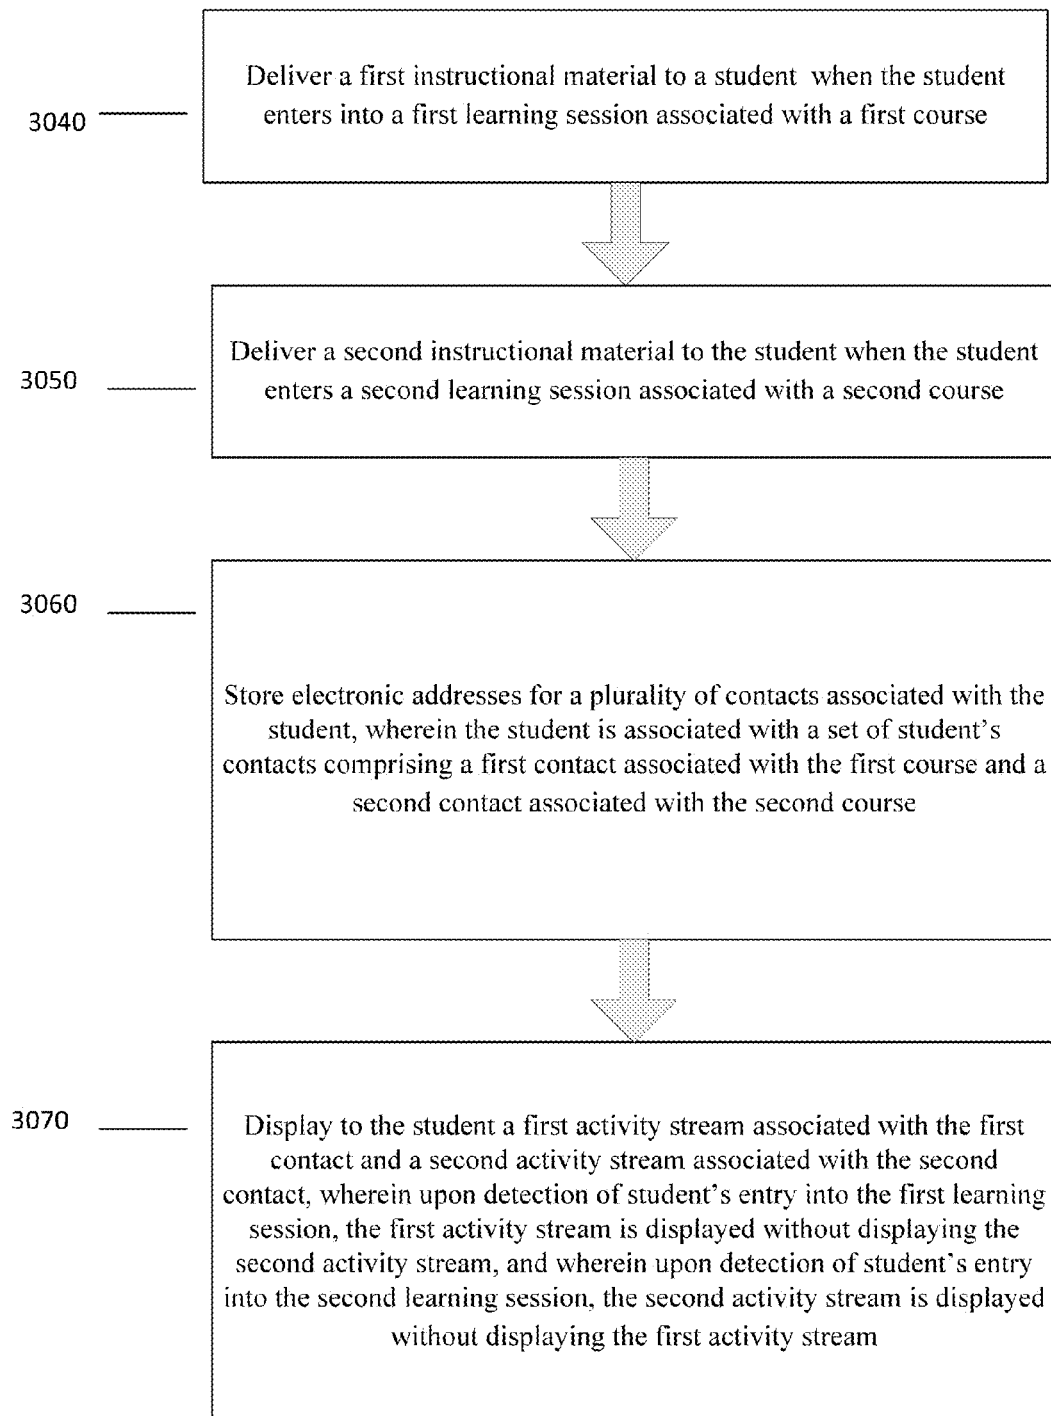 Deliver a first instructional material to a student when the student
enters into a first learning session associated with a first course
3040
Deliver a second instructional material to the student when the student
enters a second learning session associated with a second course
3050
3060
Store electronic addresses for a plurality of contacts associated with the
student, wherein the student is associated with a set of student's
contacts comprising a first contact associated with the first course and a
second contact associated with the second course
3070
Display to the student a first activity stream associated with the first
contact and a second activity stream associated with the second
contact, wherein upon detection of student's entry into the first learning
session, the first activity stream is displayed without displaying the
second activity stream, and wherein upon detection of student's entry
into the second learning session, the second activity stream is displayed
without displaying the first activity stream